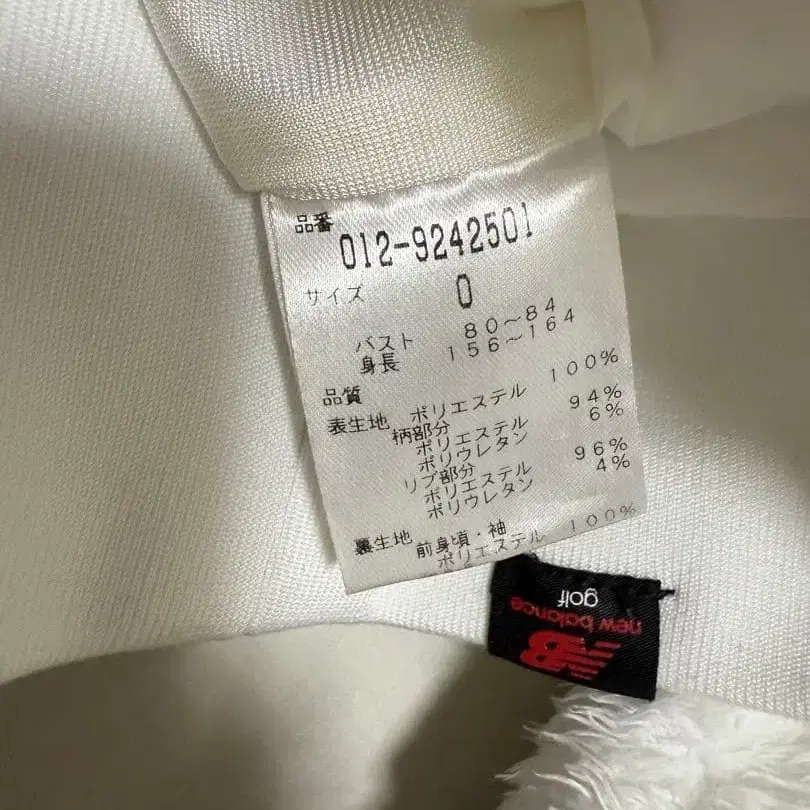 品番
012-9242501
サイズ 0
バスト 80～84
身長 156～164
品質
表生地 ポリエステル 100%
柄部分
ポリエステル 94%
ポリウレタン 6%
リブ部分
ポリエステル 96%
ポリウレタン 4%
裏生地 前身頃・袖
ポリエステル 100%
golf
new balance
NB